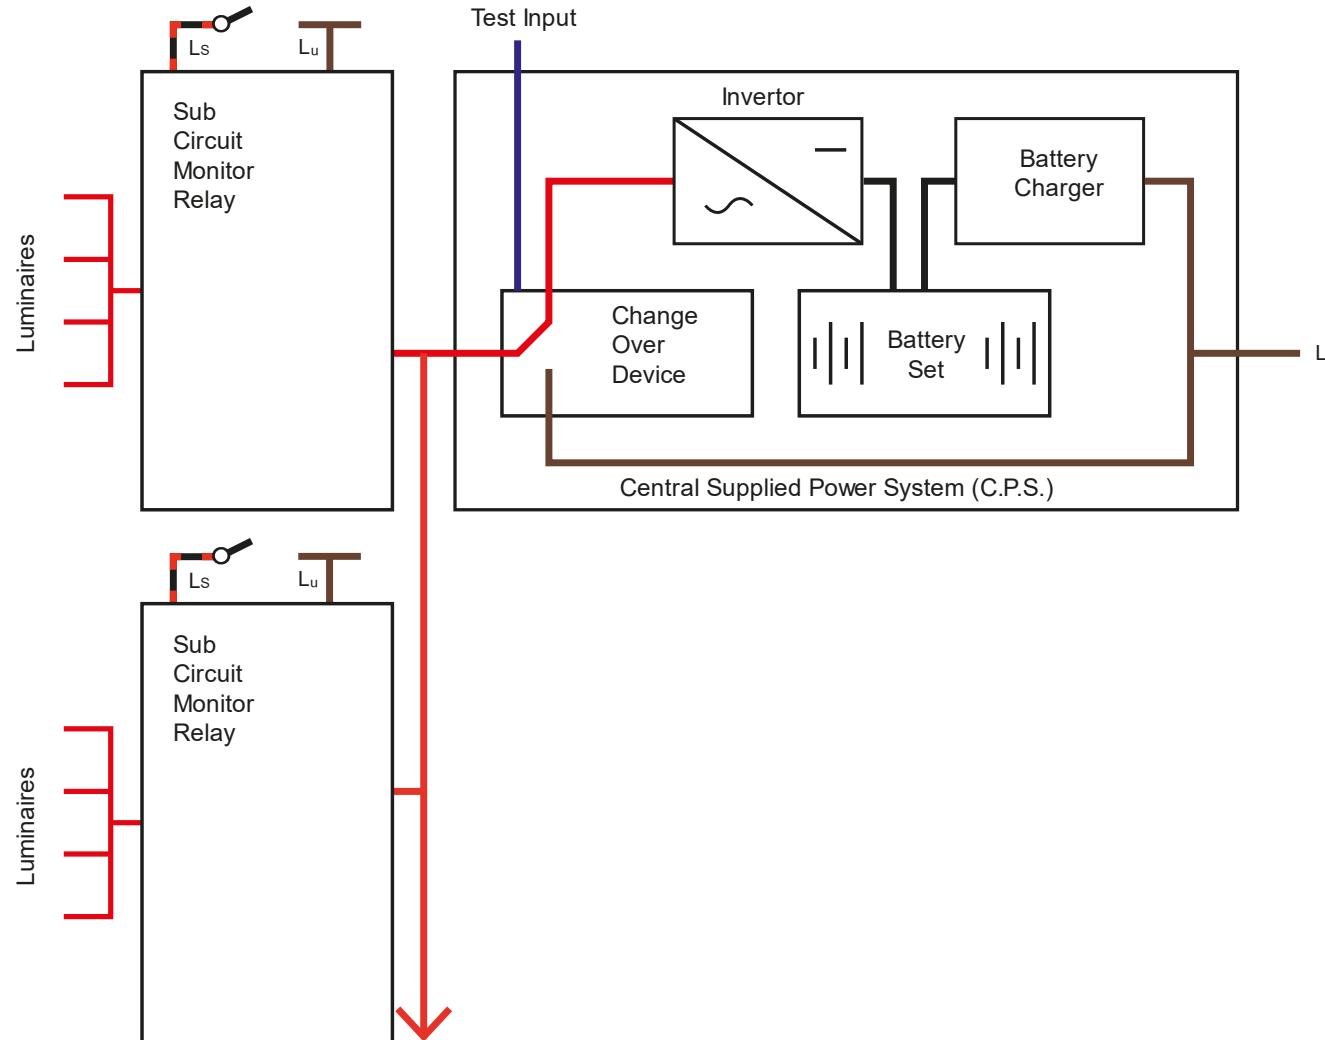 Test Input
Ls
Lu
Sub
Circuit
Monitor
Relay
Luminaires
Invertor
Battery
Charger
Change
Over
Device
Battery
Set
L
Central Supplied Power System (C.P.S.)
Ls
Lu
Sub
Circuit
Monitor
Relay
Luminaires